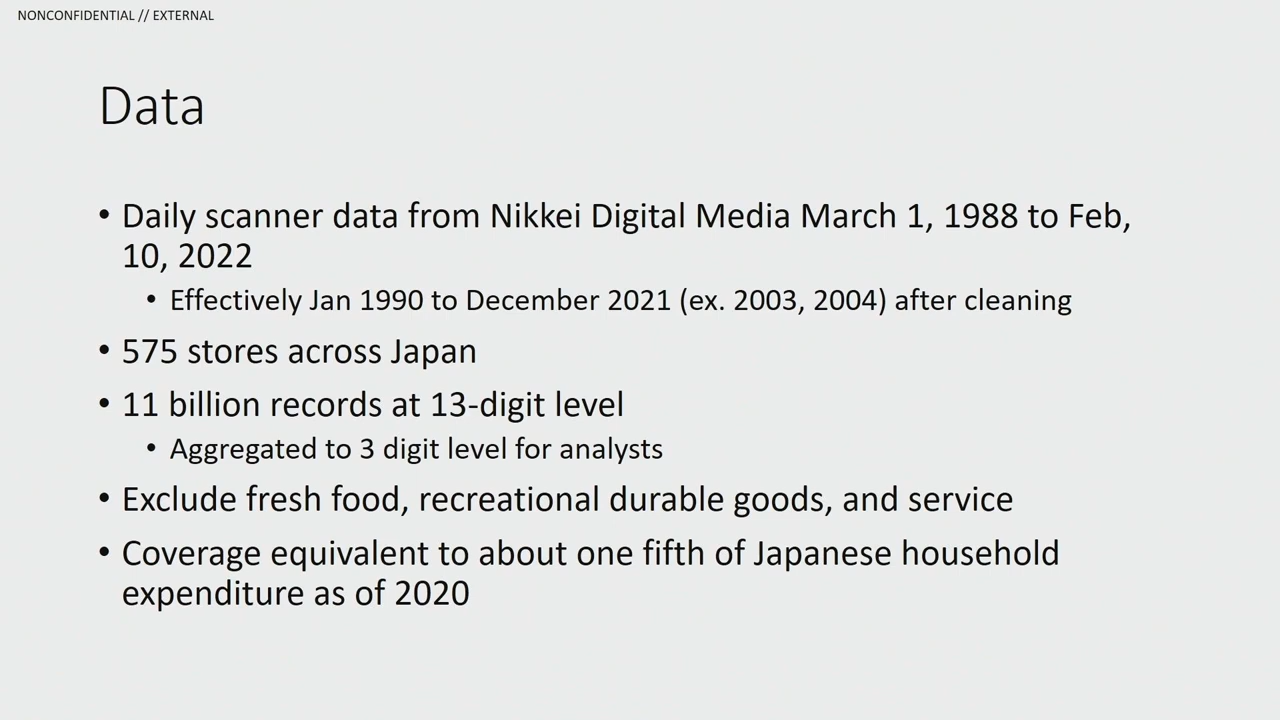 NONCONFIDENTIAL // EXTERNAL
Data
• Daily scanner data from Nikkei Digital Media March 1, 1988 to Feb,
10, 2022
• Effectively Jan 1990 to December 2021 (ex. 2003, 2004) after cleaning
• 575 stores across Japan
• 11 billion records at 13-digit level
• Aggregated to 3 digit level for analysts
• Exclude fresh food, recreational durable goods, and service
• Coverage equivalent to about one fifth of Japanese household
expenditure as of 2020